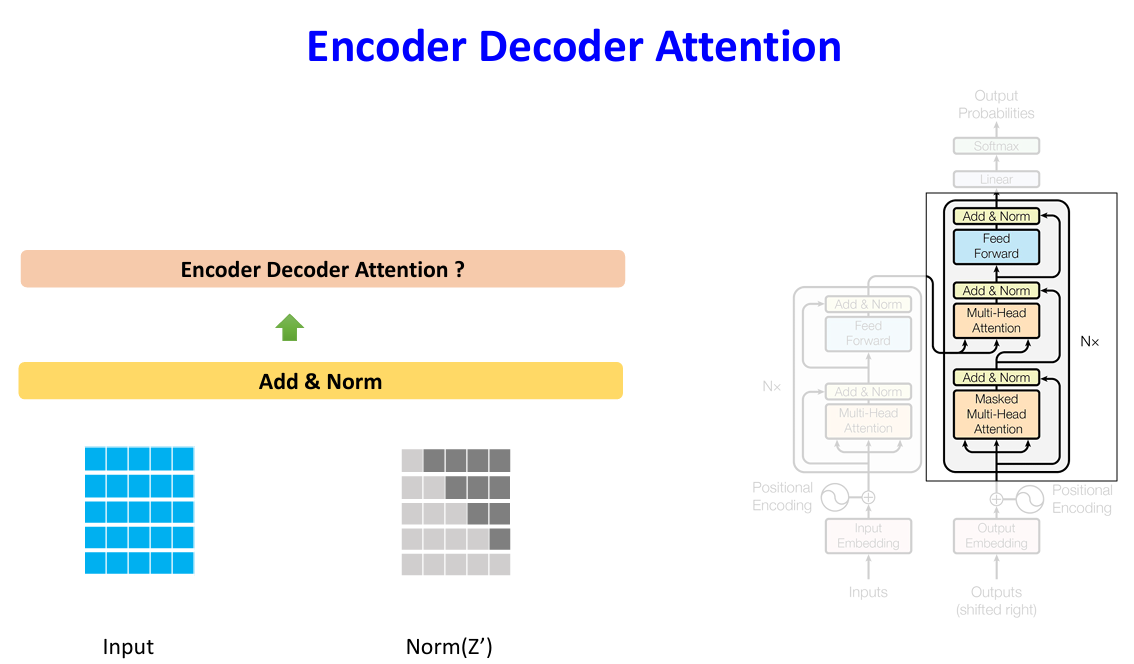 Encoder Decoder Attention
Encoder Decoder Attention ?
Add & Norm
Input
Norm(Z’)
Output
Probabilities
Softmax
Linear
Add & Norm
Feed
Forward
Add & Norm
Multi-Head
Attention
N×
Add & Norm
Masked
Multi-Head
Attention
Add & Norm
Feed
Forward
N×
Add & Norm
Multi-Head
Attention
Positional
Encoding
Positional
Encoding
Input
Embedding
Output
Embedding
Inputs
Outputs
(shifted right)